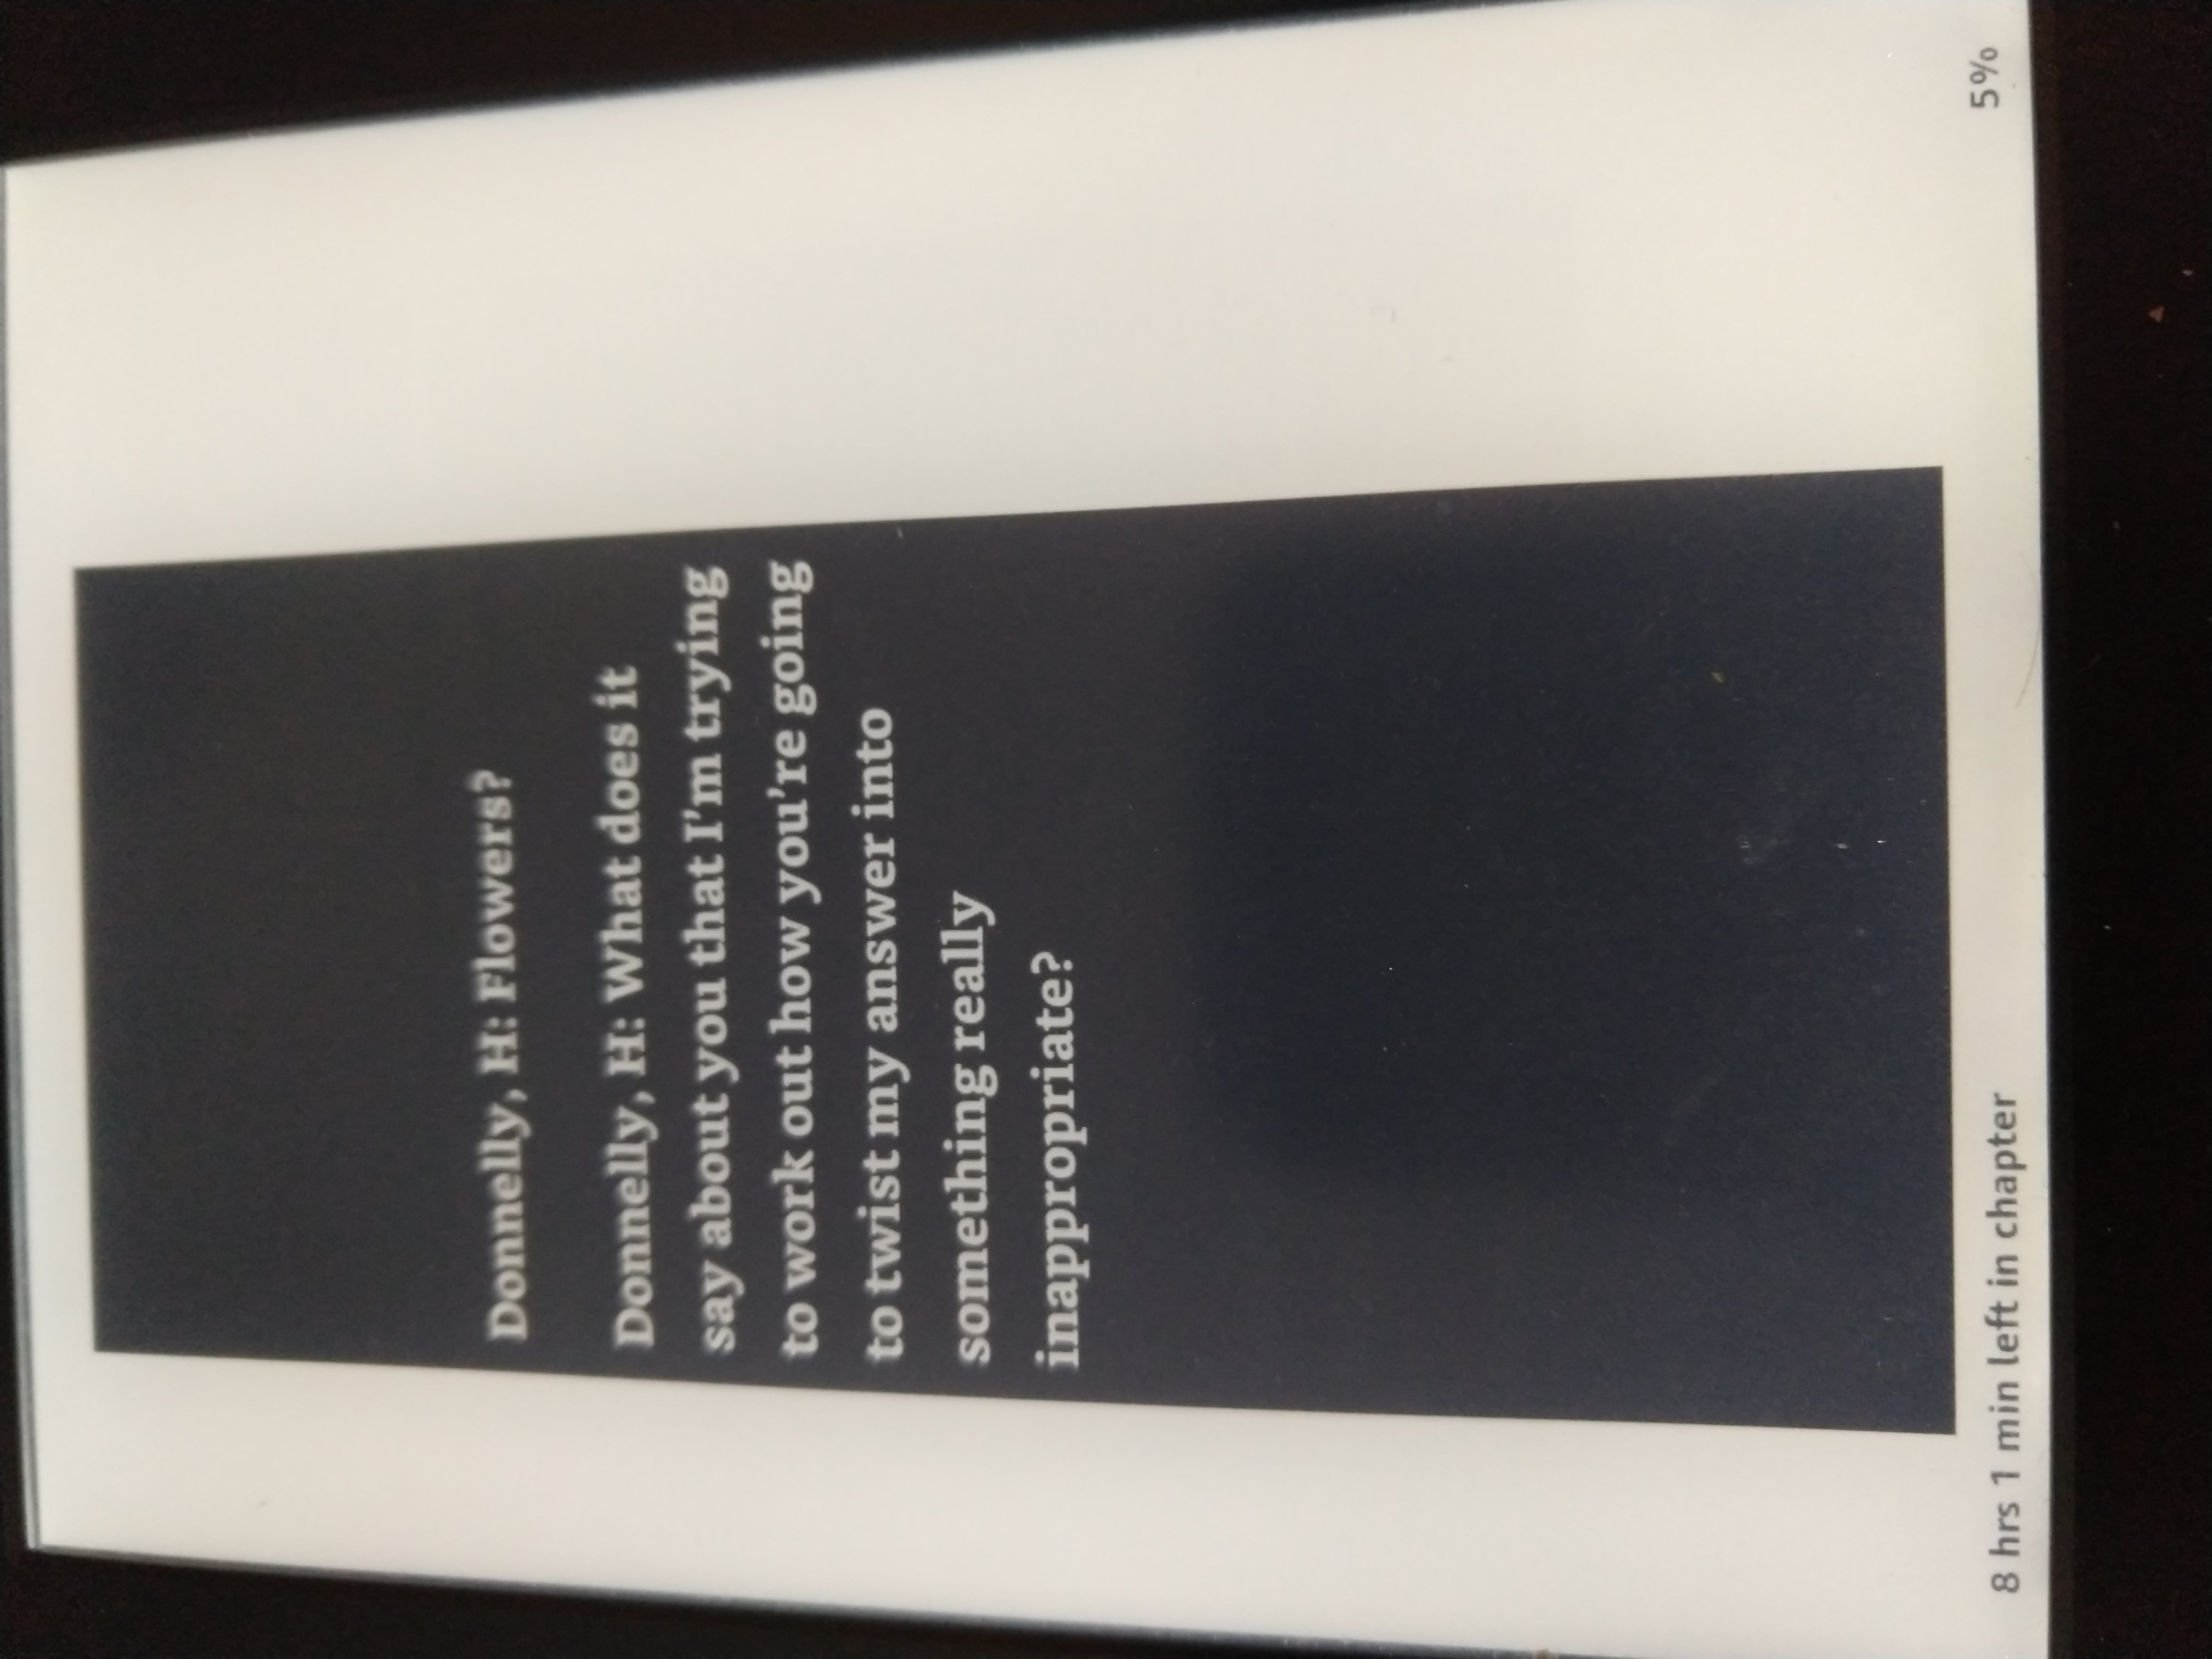 Donnelly, H: Flowers?
Donnelly, H: What does it
say about you that I'm trying
to work out how you're going
to twist my answer into
something really
inappropriate?
8 hrs 1 min left in chapter
5%